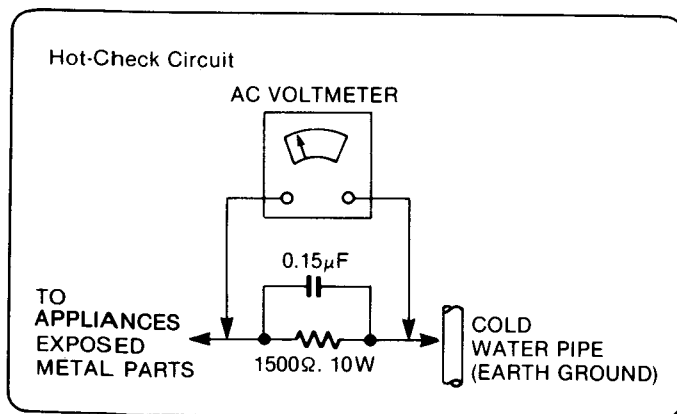 Hot-Check Circuit
AC VOLTMETER
0.15µF
TO
APPLIANCES
EXPOSED
METAL PARTS
1500Ω. 10W
COLD
WATER PIPE
(EARTH GROUND)